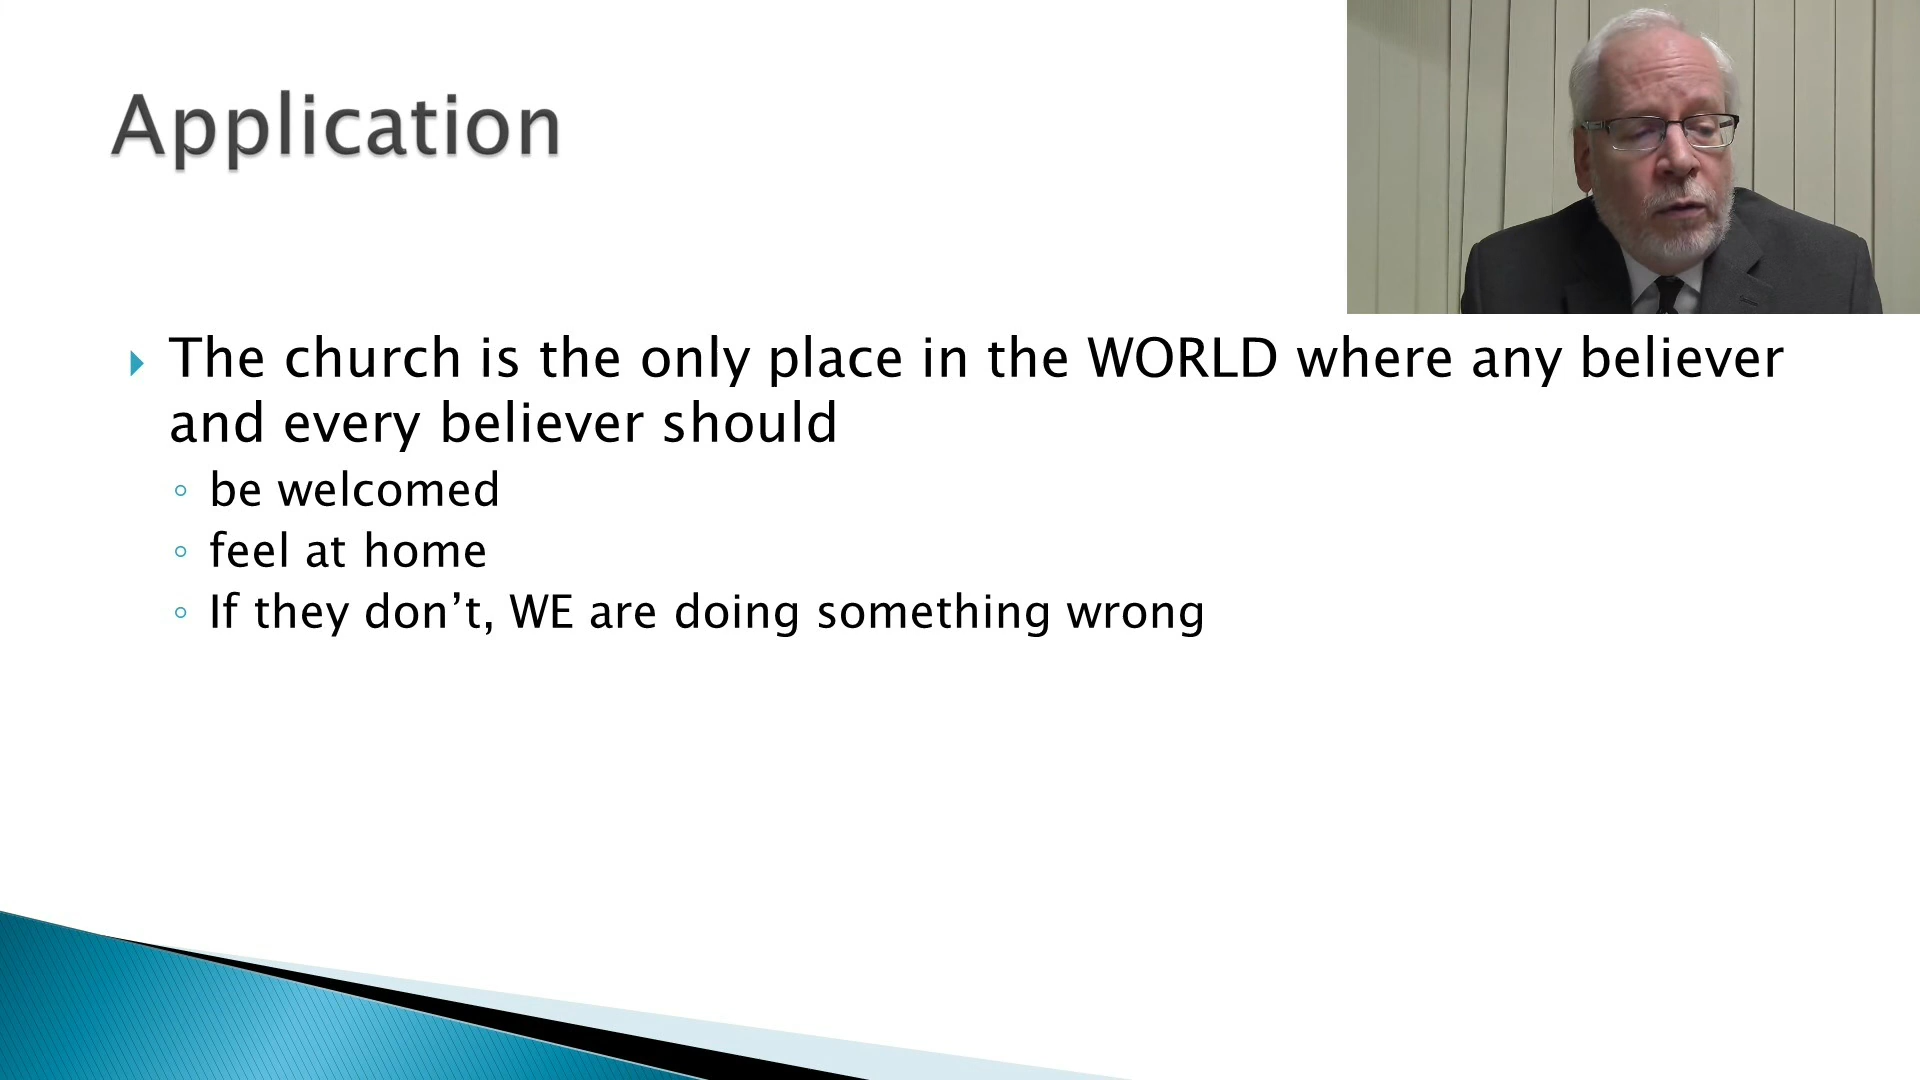 Application
The church is the only place in the WORLD where any believer
and every believer should
be welcomed
feel at home
If they don’t, WE are doing something wrong